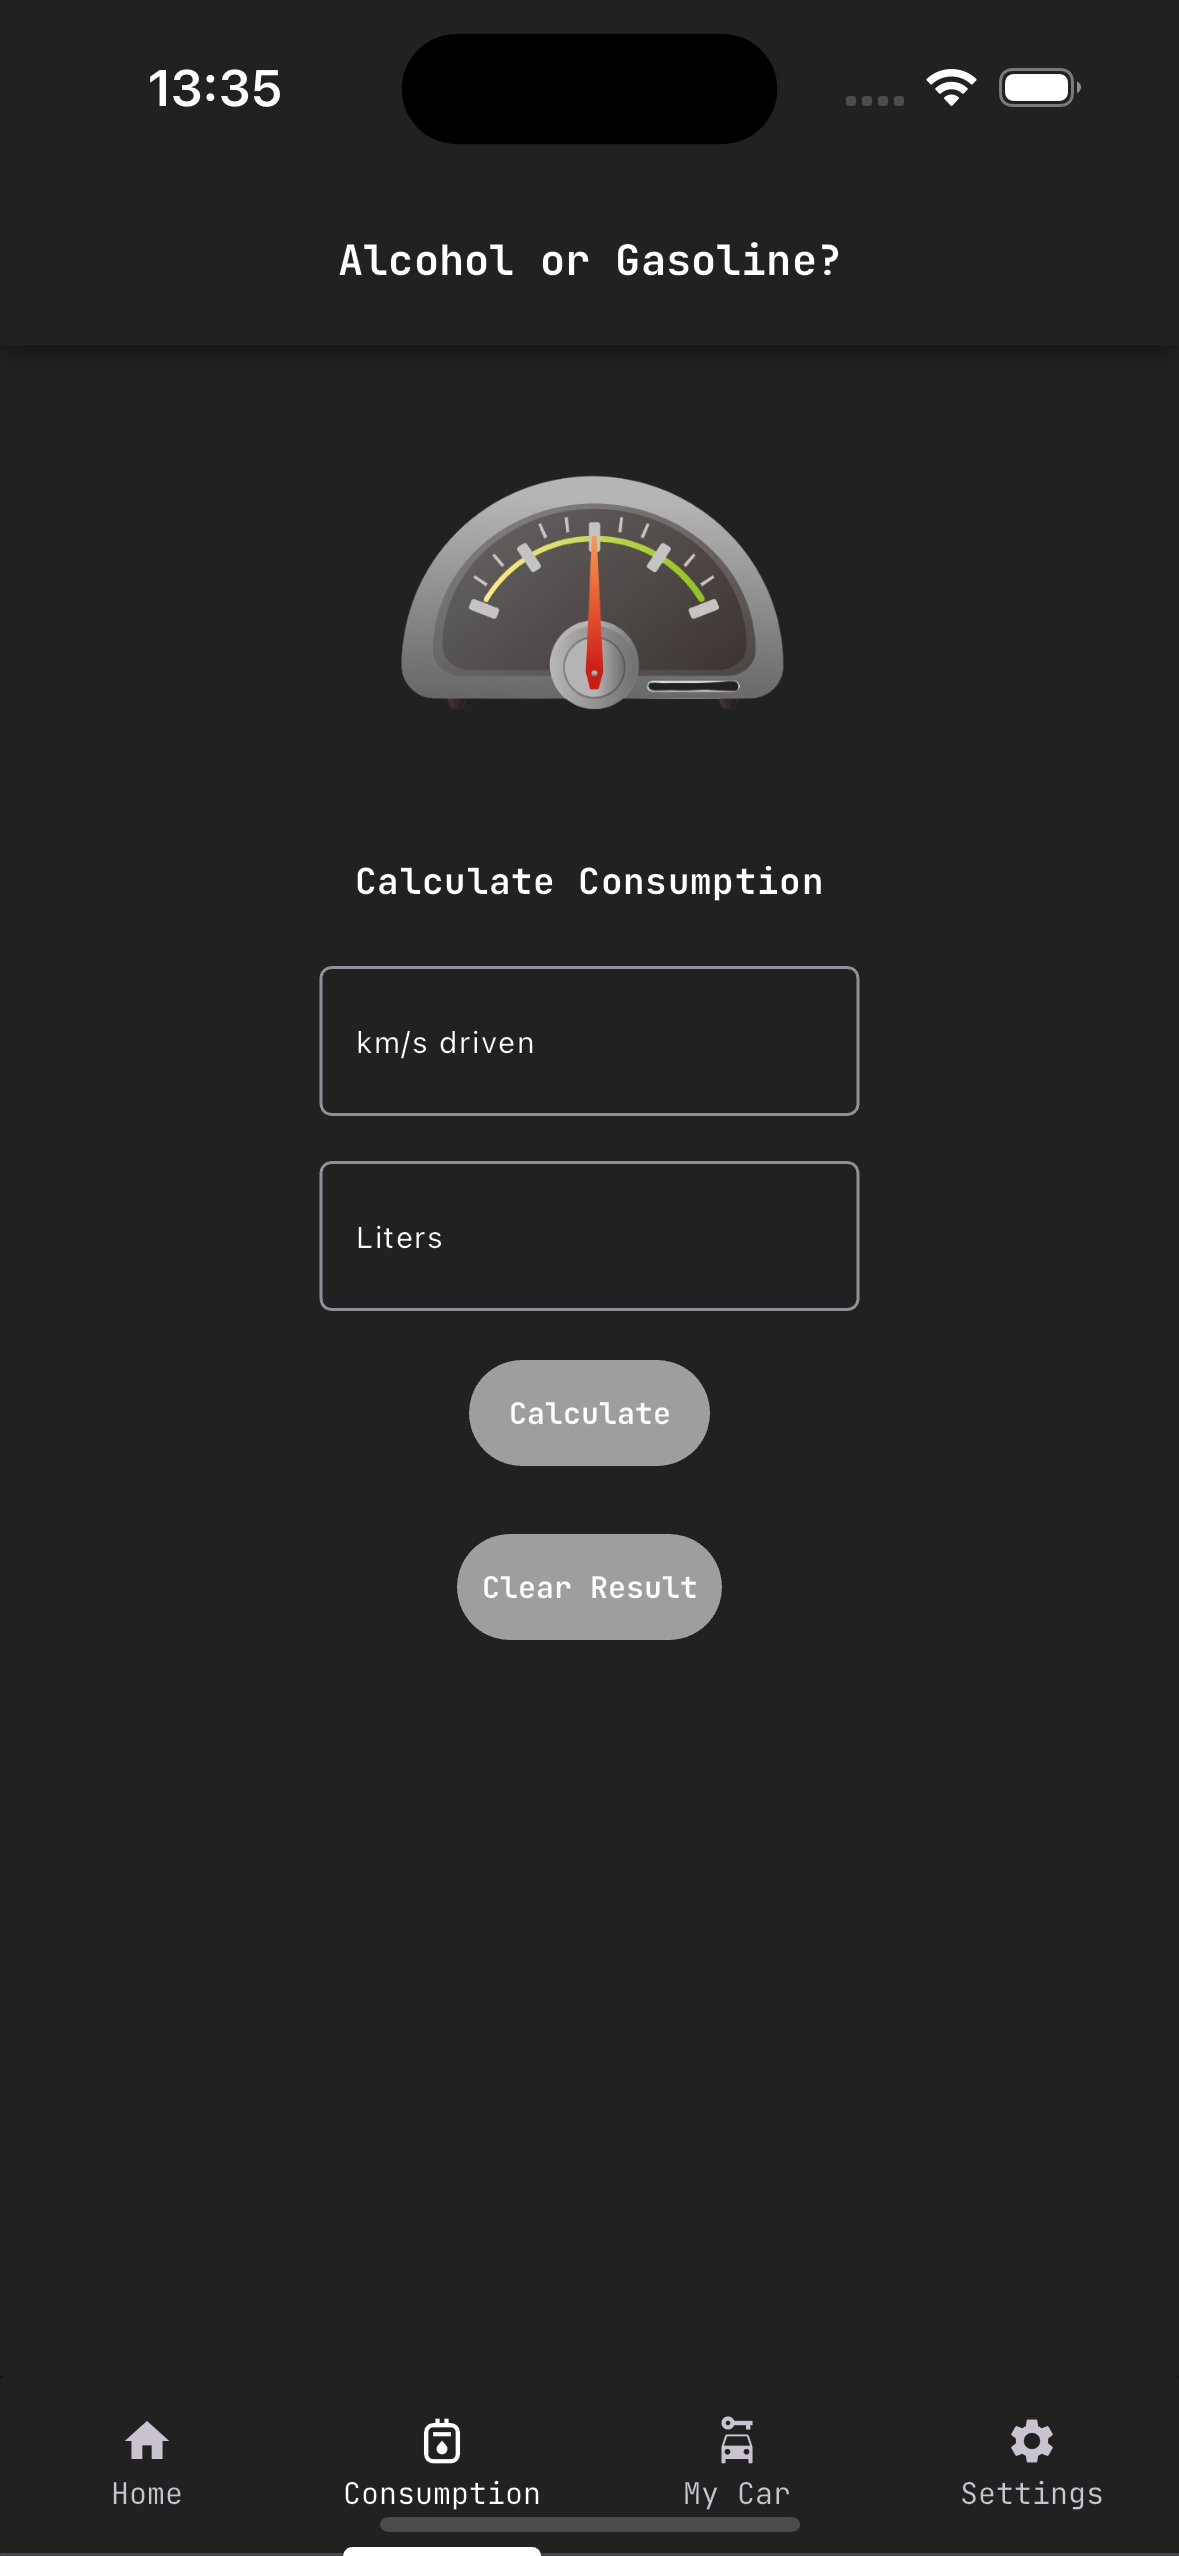 13:35
Alcohol or Gasoline?
Calculate Consumption
km/s driven
Liters
Calculate
Clear Result
Home
Consumption
My Car
Settings